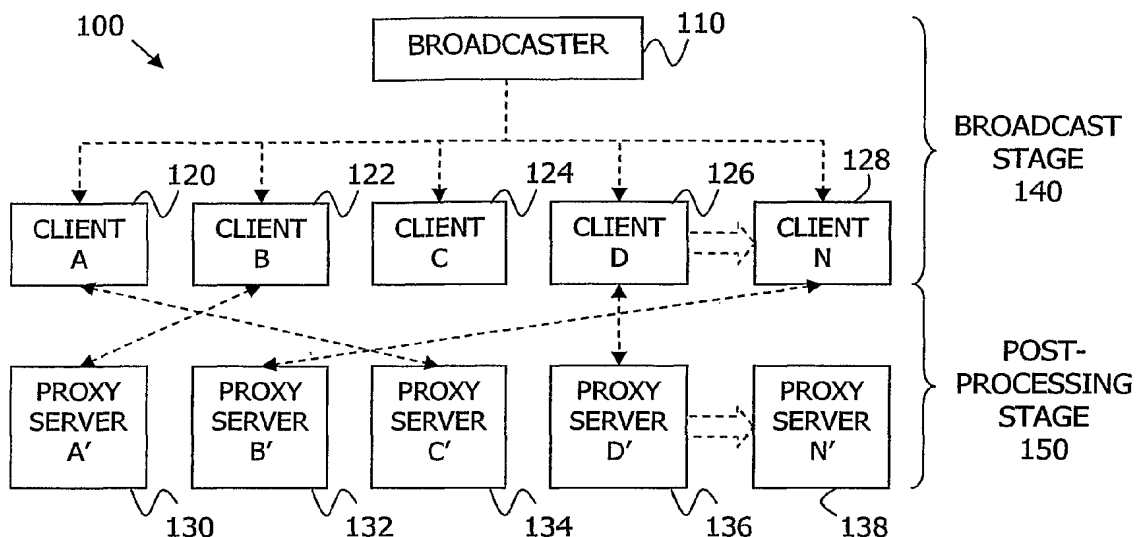 100
BROADCASTER
110
BROADCAST
STAGE
140
120
122
124
126
128
CLIENT
A
CLIENT
B
CLIENT
C
CLIENT
D
CLIENT
N
POST-
PROCESSING
STAGE
150
PROXY
SERVER
A'
PROXY
SERVER
B'
PROXY
SERVER
C'
PROXY
SERVER
D'
PROXY
SERVER
N'
130
132
134
136
138